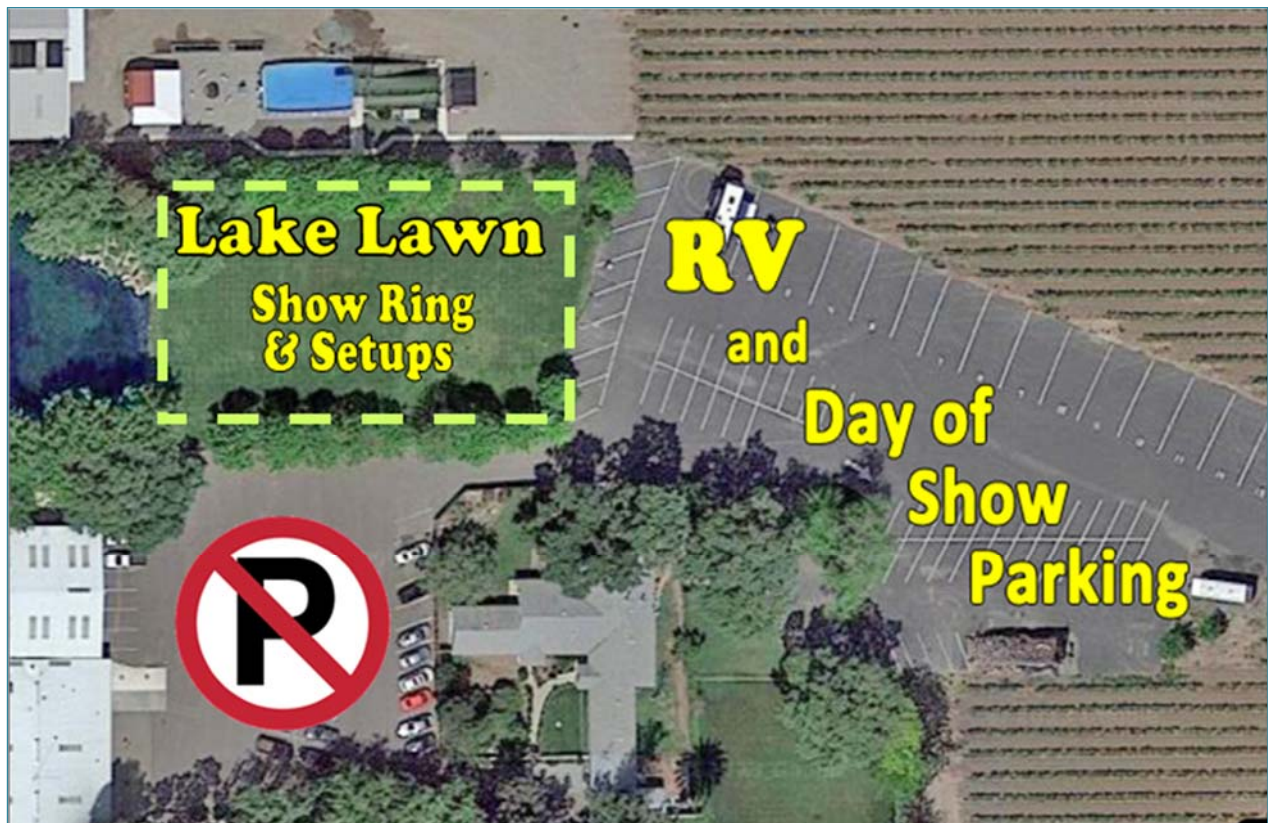 Lake Lawn
Show Ring
& Setups
RV
and
Day of
Show
Parking
P